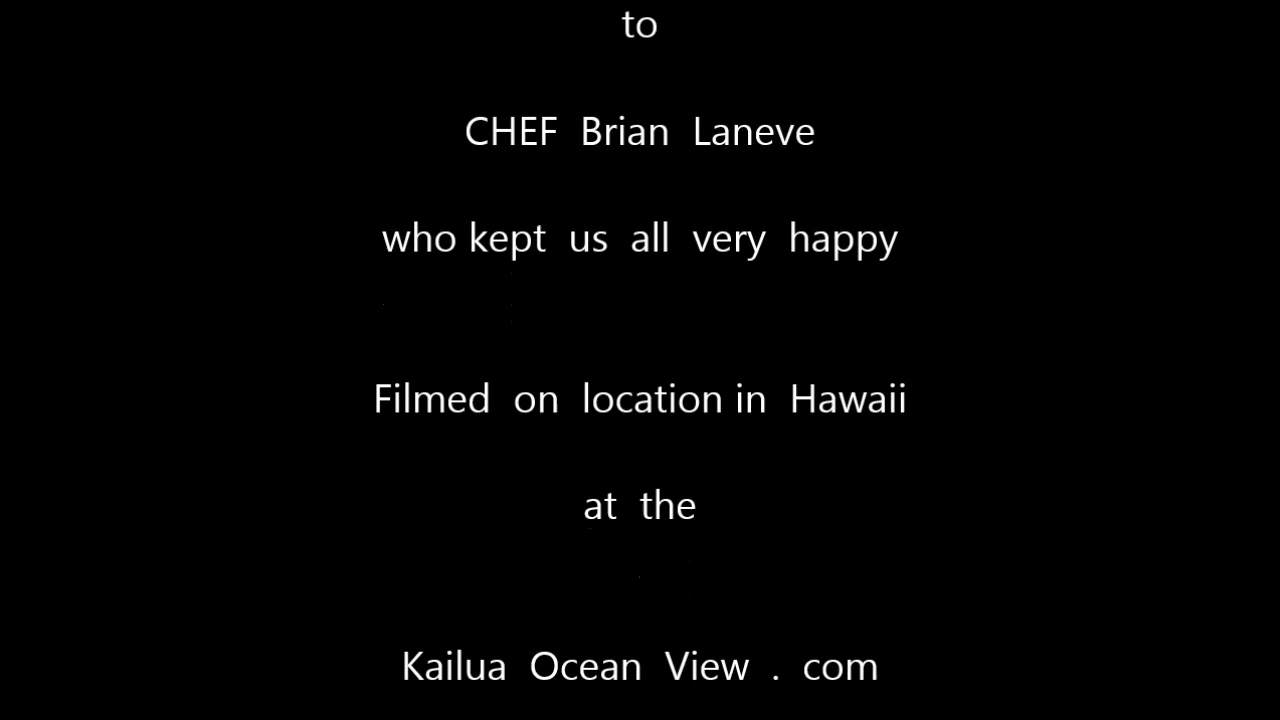 to
CHEF Brian Laneve
who kept us all very happy
Filmed on location in Hawaii
at the
Kailua Ocean View . com